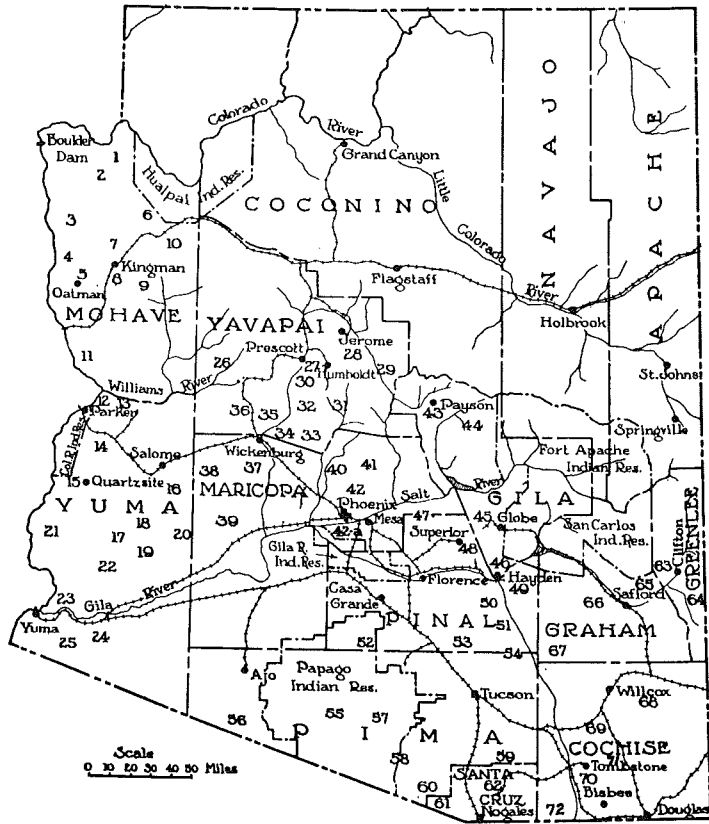 Colorado
River
Boulder
Dam
Hualpai Ind. Res.
Grand Canyon
Little
Colorado
River
COCONINO
NAVAJO
APACHE
1
2
3
4
5
6
7
8
9
10
Kingman
Oatman
MOHAVE
11
Flagstaff
Holbrook
St. Johns
Springville
YAVAPAI
Jerome
28
Prescott
27
Humboldt
29
26
30
Williams
River
12
13
Parker
Col. R. Ind. Res.
14
36
35
32
31
34
33
Wickenburg
43
Payson
44
Salome
15
Quartzsite
16
YUMA
38
37
MARICOPA
39
40
41
42
Phoenix
Salt
River
Mesa
42-a
Fort Apache
Indian Res.
GILA
47
45
Globe
Superior
48
San Carlos
Ind. Res.
GREENLEE
Clifton
63
65
64
21
18
17
20
19
22
Gila R.
Ind. Res.
Florence
46
Hayden
49
Safford
66
23
Yuma
Gila
River
24
25
Casa
Grande
PINAL
50
51
52
53
54
GRAHAM
67
Ajo
Papago
Indian Res.
55
57
56
PIMA
Tucson
58
59
60
61
SANTA
62
CRUZ
Nogales
Willcox
68
69
COCHISE
71
70
Tombstone
Bisbee
72
Douglas
Scale
0 10 20 30 40 50 Miles